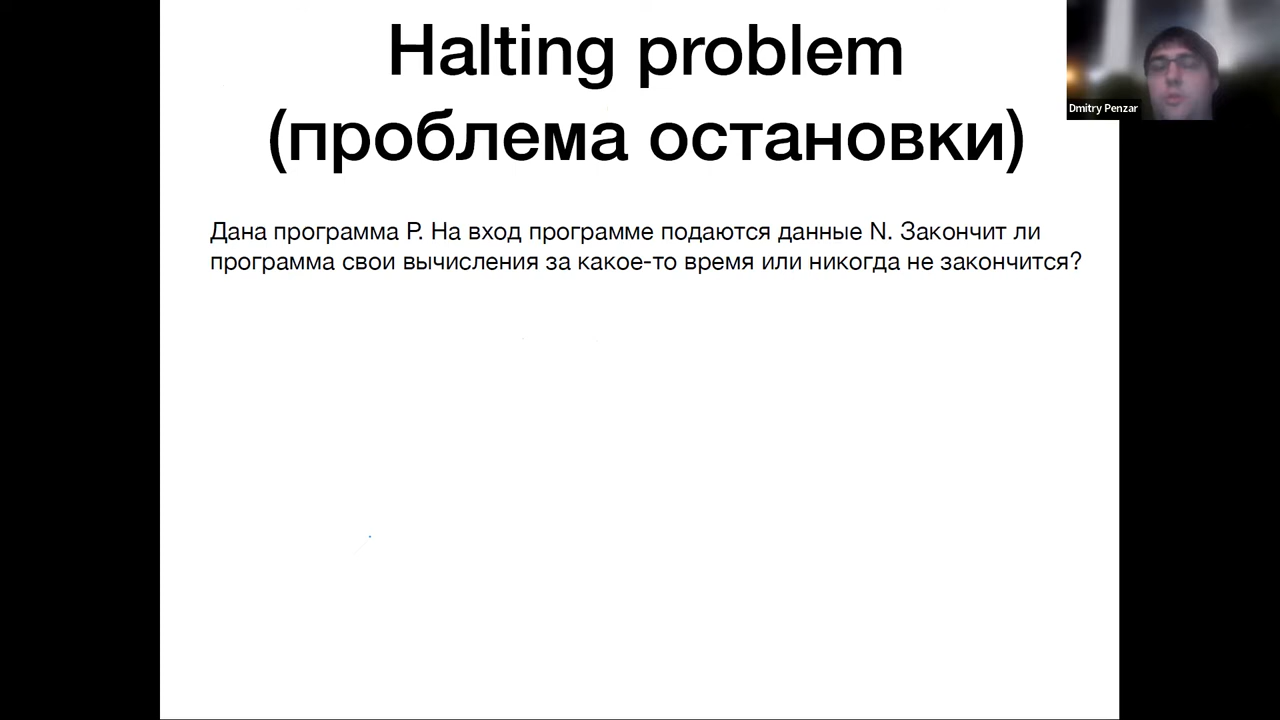 Halting problem
(проблема остановки)
Dmitry Penzar
Дана программа P. На вход программе подаются данные N. Закончит ли
программа свои вычисления за какое-то время или никогда не закончится?